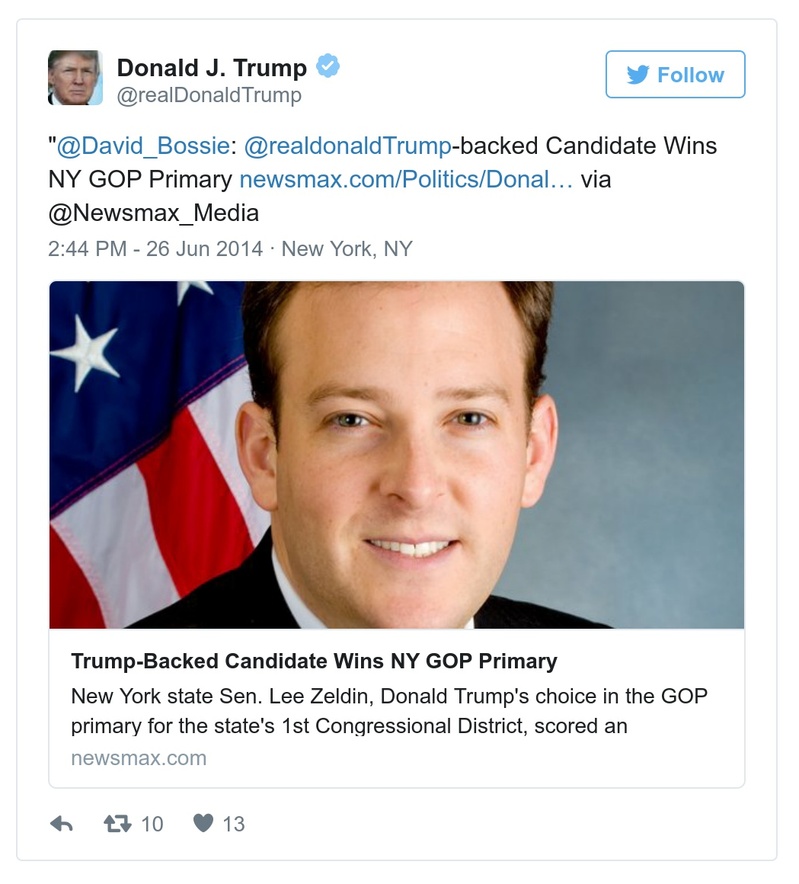 Donald J. Trump
@realDonaldTrump
Follow
"@David_Bossie: @realdonaldTrump-backed Candidate Wins
NY GOP Primary newsmax.com/Politics/Donal… via
@Newsmax_Media
2:44 PM - 26 Jun 2014 · New York, NY
Trump-Backed Candidate Wins NY GOP Primary
New York state Sen. Lee Zeldin, Donald Trump's choice in the GOP
primary for the state's 1st Congressional District, scored an
newsmax.com
10
13